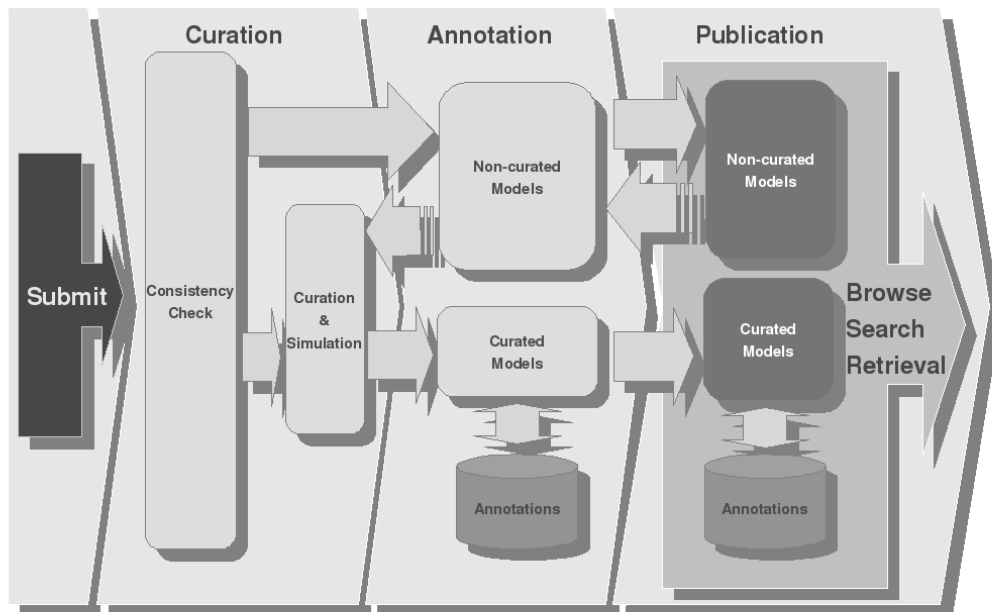 Curation
Annotation
Publication
Submit
Consistency
Check
Curation
&
Simulation
Non-curated
Models
Curated
Models
Annotations
Non-curated
Models
Curated
Models
Annotations
Browse
Search
Retrieval